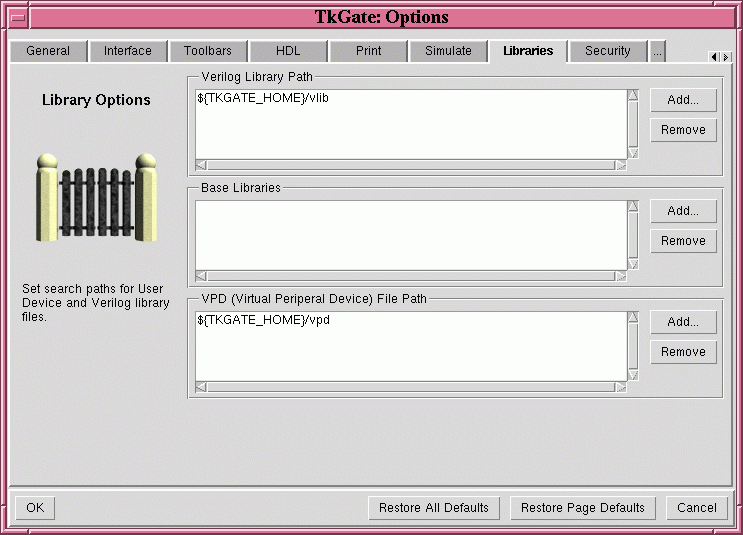 TkGate: Options
General Interface Toolbars HDL Print Simulate Libraries Security ...
Library Options
Set search paths for User
Device and Verilog library
files.
Verilog Library Path
${TKGATE_HOME}/vlib
Add...
Remove
Base Libraries
Add...
Remove
VPD (Virtual Periperal Device) File Path
${TKGATE_HOME}/vpd
Add...
Remove
OK Restore All Defaults Restore Page Defaults Cancel